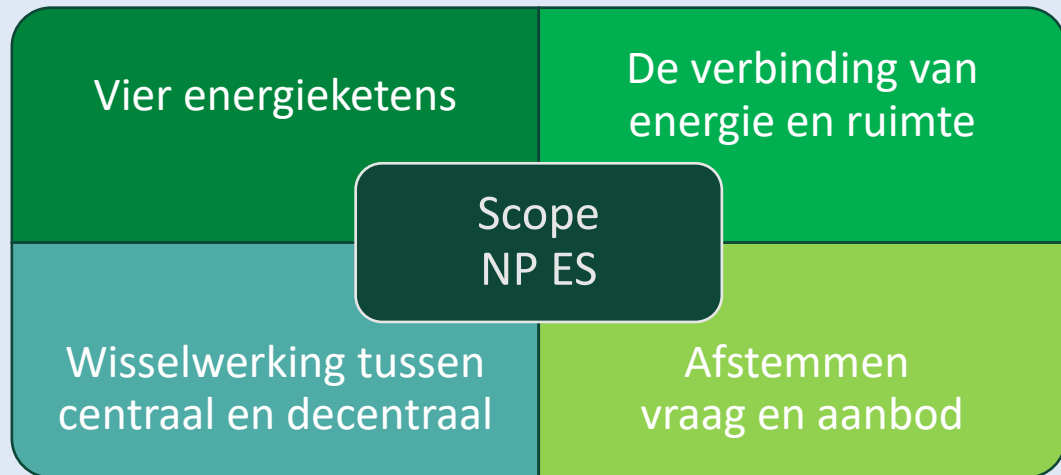 Vier energieketens
De verbinding van
energie en ruimte
Scope
NP ES
Wisselwerking tussen
centraal en decentraal
Afstemmen
vraag en aanbod